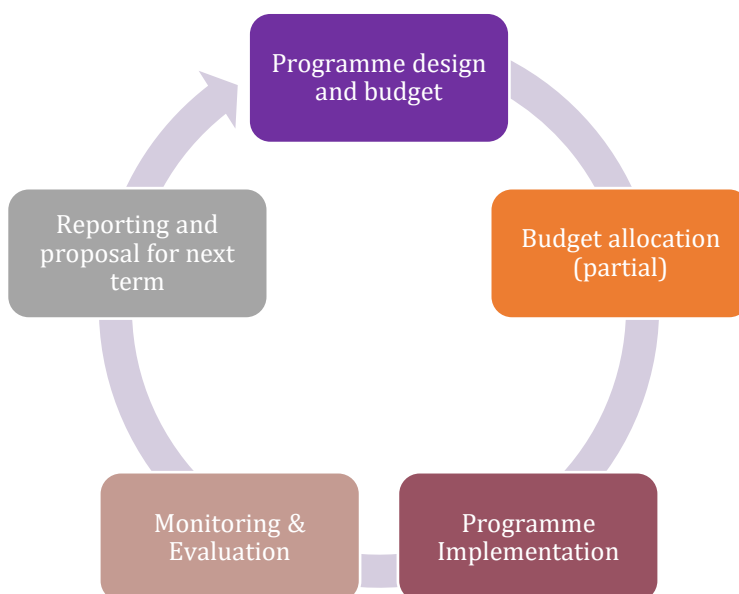 Programme design
and budget
Budget allocation
(partial)
Programme
Implementation
Monitoring &
Evaluation
Reporting and
proposal for next
term